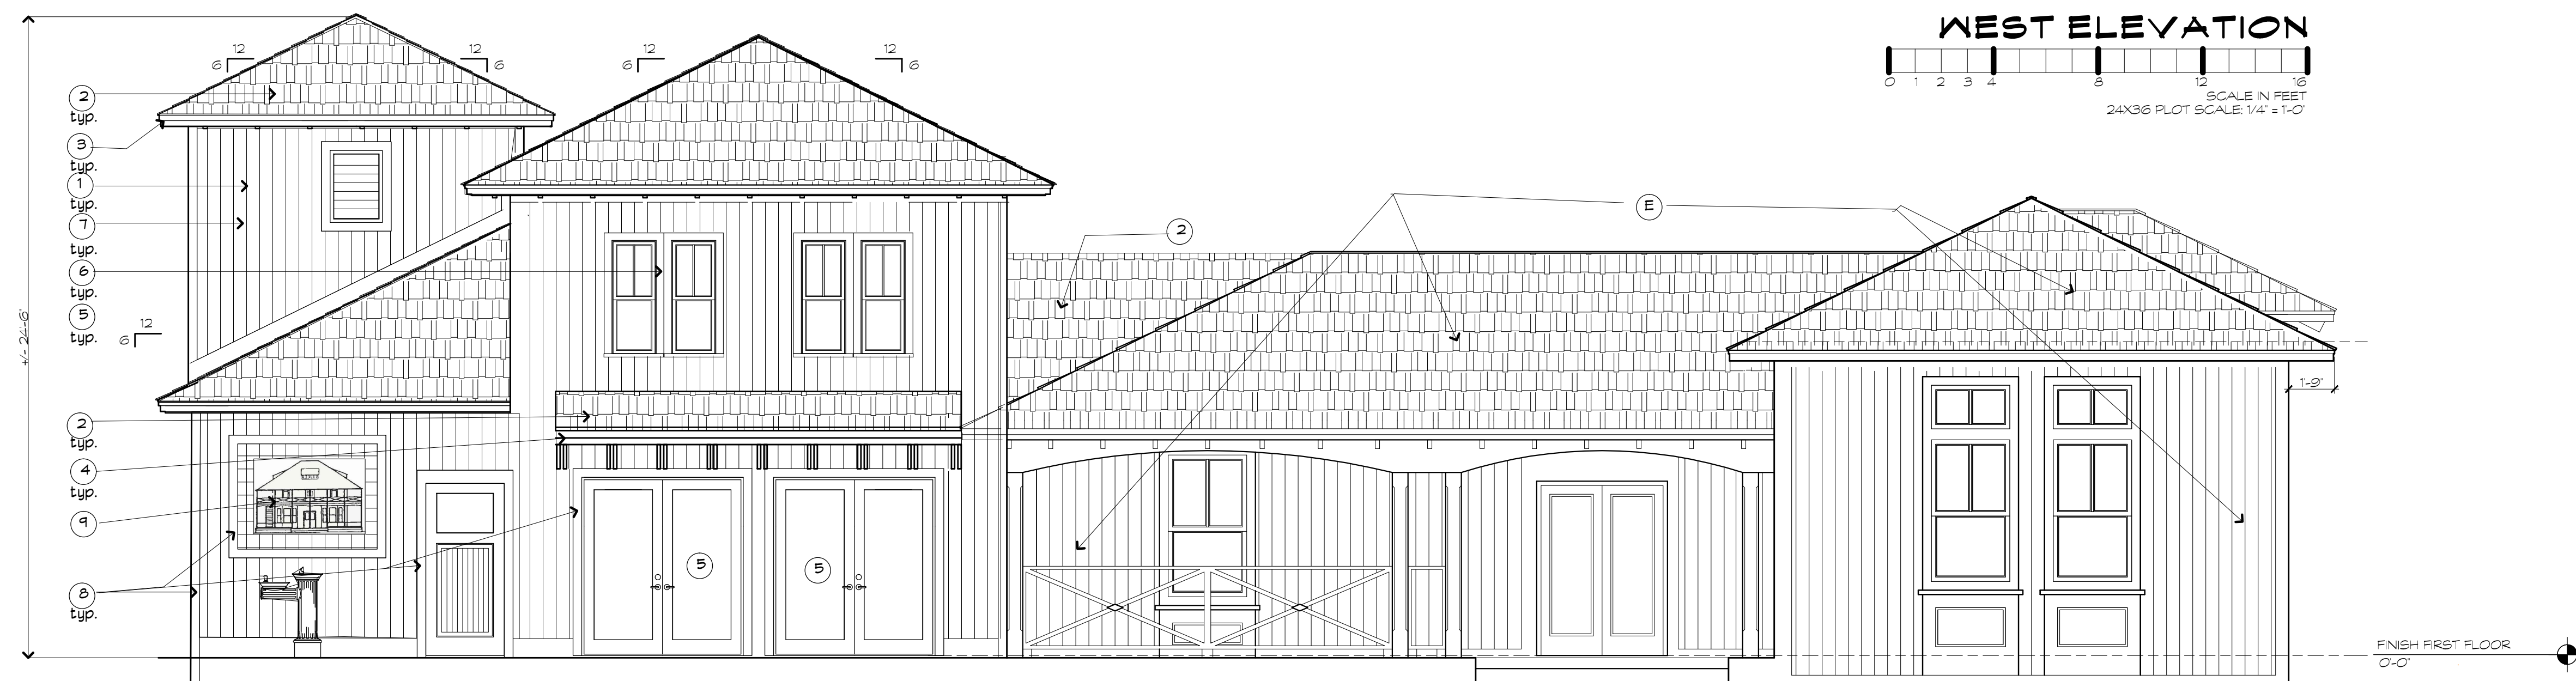 WEST ELEVATION
0 1 2 3 4 8 12 16
SCALE IN FEET
24X36 PLOT SCALE: 1/4" = 1'-0"
12
6
12
6
12
6
12
6
2
typ.
3
typ.
1
typ.
7
typ.
6
typ.
5
typ.
12
6
+/- 24'-6"
2
E
1'-9"
2
typ.
4
typ.
9
8
typ.
5
5
FINISH FIRST FLOOR
0'-0"